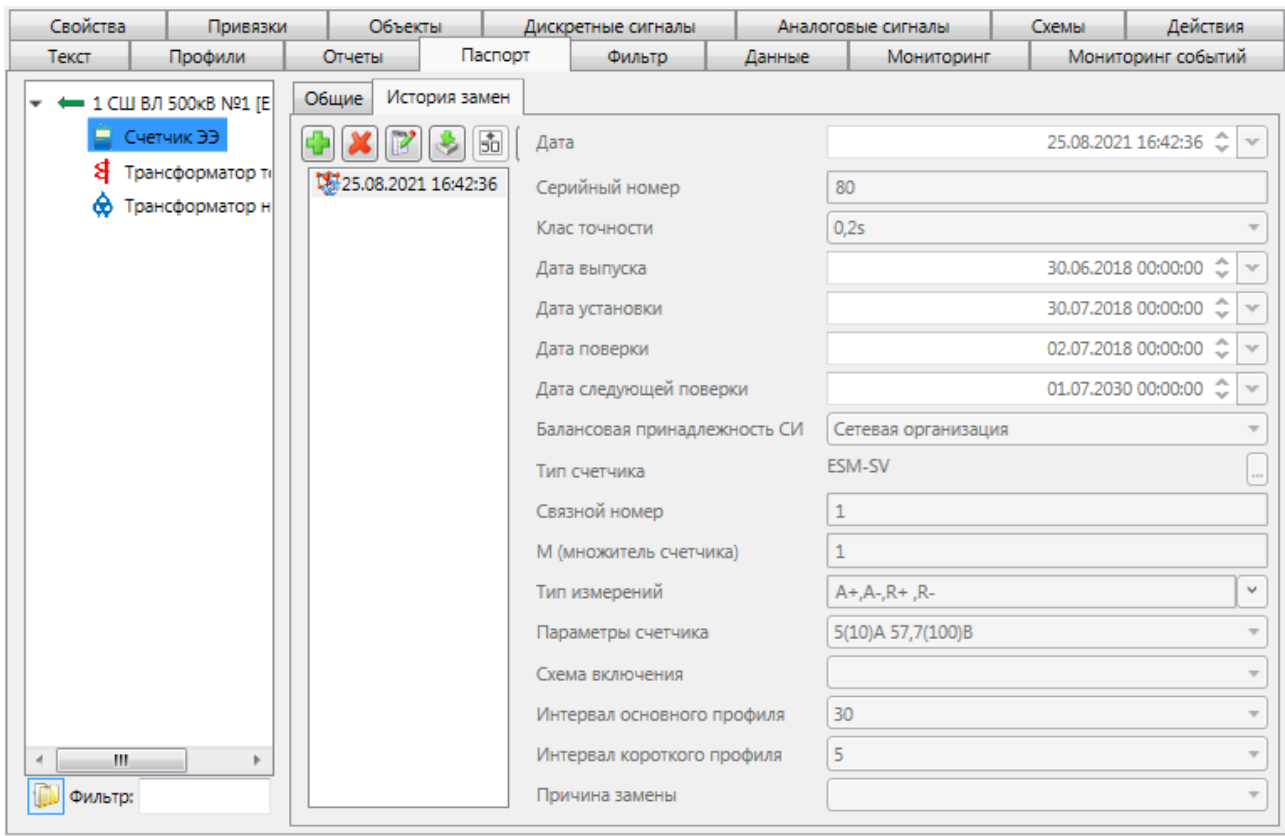 Свойства Привязки Объекты Дискретные сигналы Аналоговые сигналы Схемы Действия
Текст Профили Отчеты Паспорт Фильтр Данные Мониторинг Мониторинг событий
1 СШ ВЛ 500кВ №1 [Е
Счетчик ЭЭ
Трансформатор т
Трансформатор н
Фильтр:
Общие История замен
25.08.2021 16:42:36
Дата 25.08.2021 16:42:36
Серийный номер 80
Клас точности 0,2s
Дата выпуска 30.06.2018 00:00:00
Дата установки 30.07.2018 00:00:00
Дата поверки 02.07.2018 00:00:00
Дата следующей поверки 01.07.2030 00:00:00
Балансовая принадлежность СИ Сетевая организация
Тип счетчика ESM-SV ...
Связной номер 1
М (множитель счетчика) 1
Тип измерений A+,A-,R+ ,R-
Параметры счетчика 5(10)А 57,7(100)В
Схема включения
Интервал основного профиля 30
Интервал короткого профиля 5
Причина замены